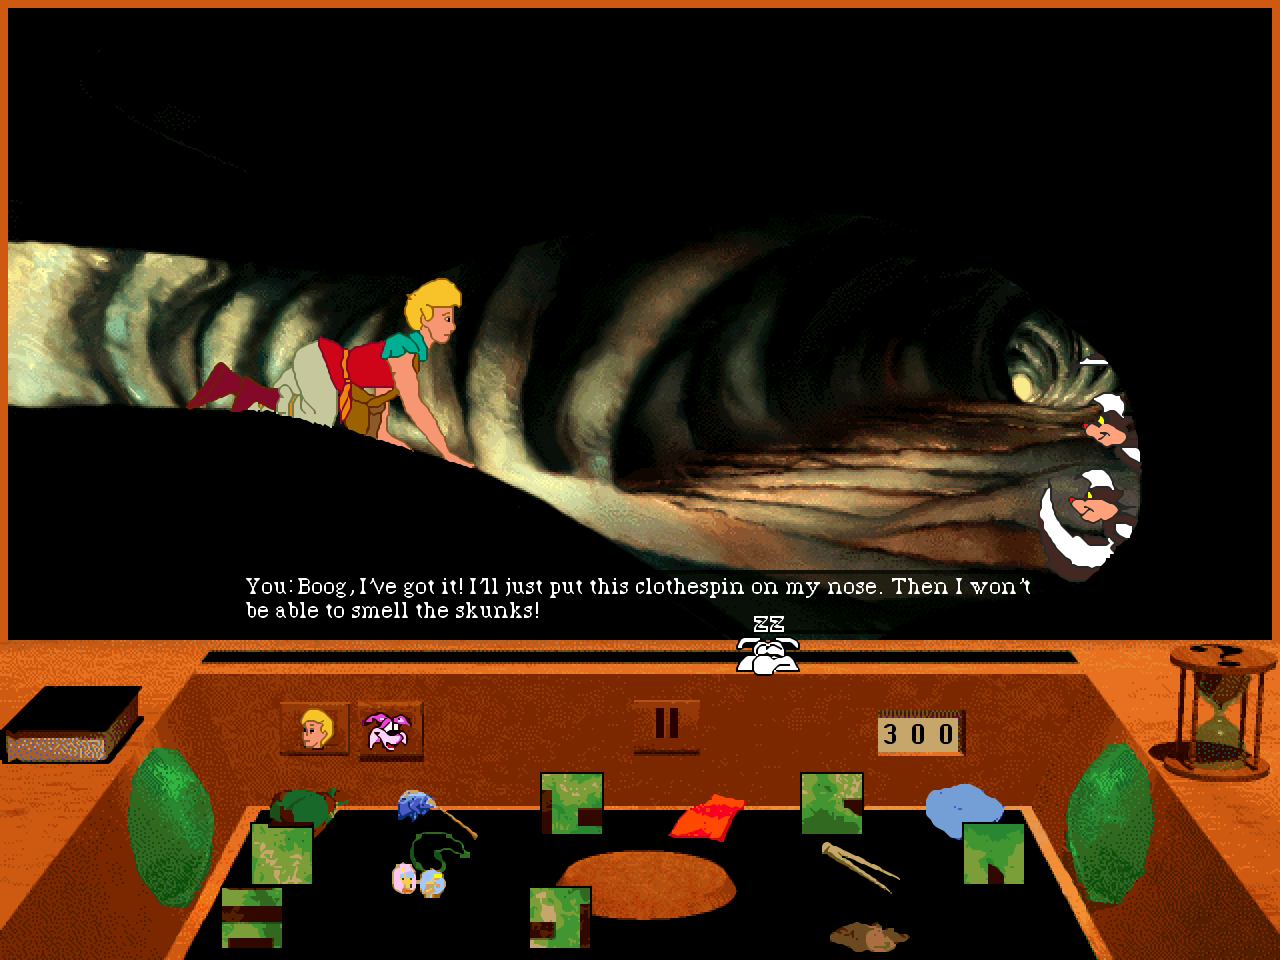 You: Boog, I've got it! I'll just put this clothespin on my nose. Then I won't
be able to smell the skunks!
zz
300